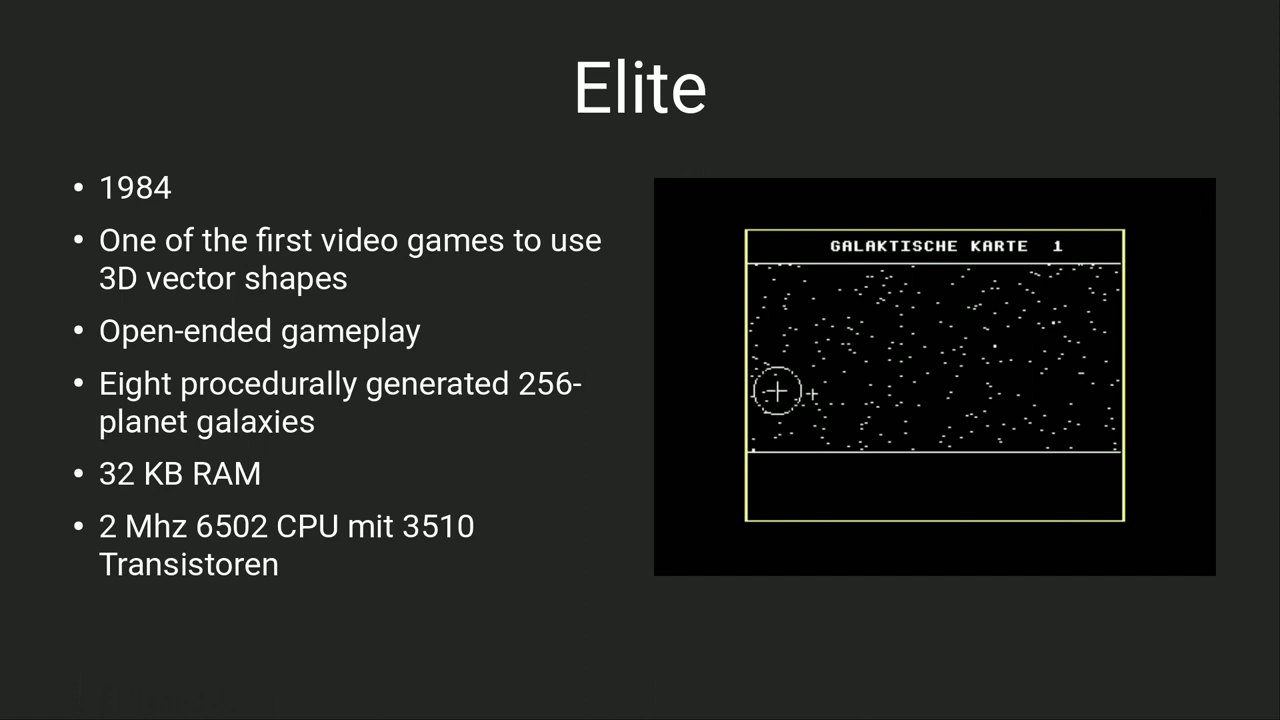 Elite
• 1984
• One of the first video games to use
3D vector shapes
• Open-ended gameplay
• Eight procedurally generated 256-
planet galaxies
• 32 KB RAM
• 2 Mhz 6502 CPU mit 3510
Transistoren
GALAKTISCHE KARTE 1